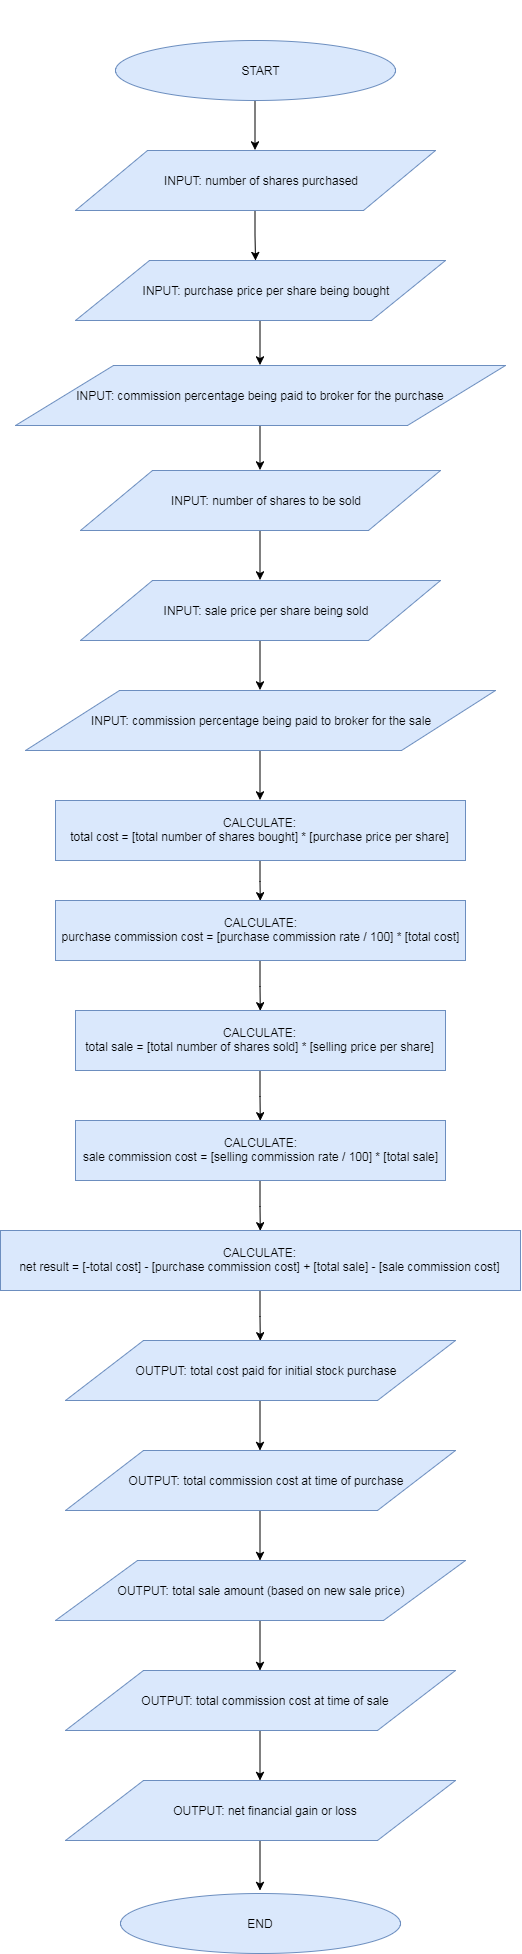 START
INPUT: number of shares purchased
INPUT: purchase price per share being bought
INPUT: commission percentage being paid to broker for the purchase
INPUT: number of shares to be sold
INPUT: sale price per share being sold
INPUT: commission percentage being paid to broker for the sale
CALCULATE:
total cost = [total number of shares bought] * [purchase price per share]
CALCULATE:
purchase commission cost = [purchase commission rate / 100] * [total cost]
CALCULATE:
total sale = [total number of shares sold] * [selling price per share]
CALCULATE:
sale commission cost = [selling commission rate / 100] * [total sale]
CALCULATE:
net result = [-total cost] - [purchase commission cost] + [total sale] - [sale commission cost]
OUTPUT: total cost paid for initial stock purchase
OUTPUT: total commission cost at time of purchase
OUTPUT: total sale amount (based on new sale price)
OUTPUT: total commission cost at time of sale
OUTPUT: net financial gain or loss
END